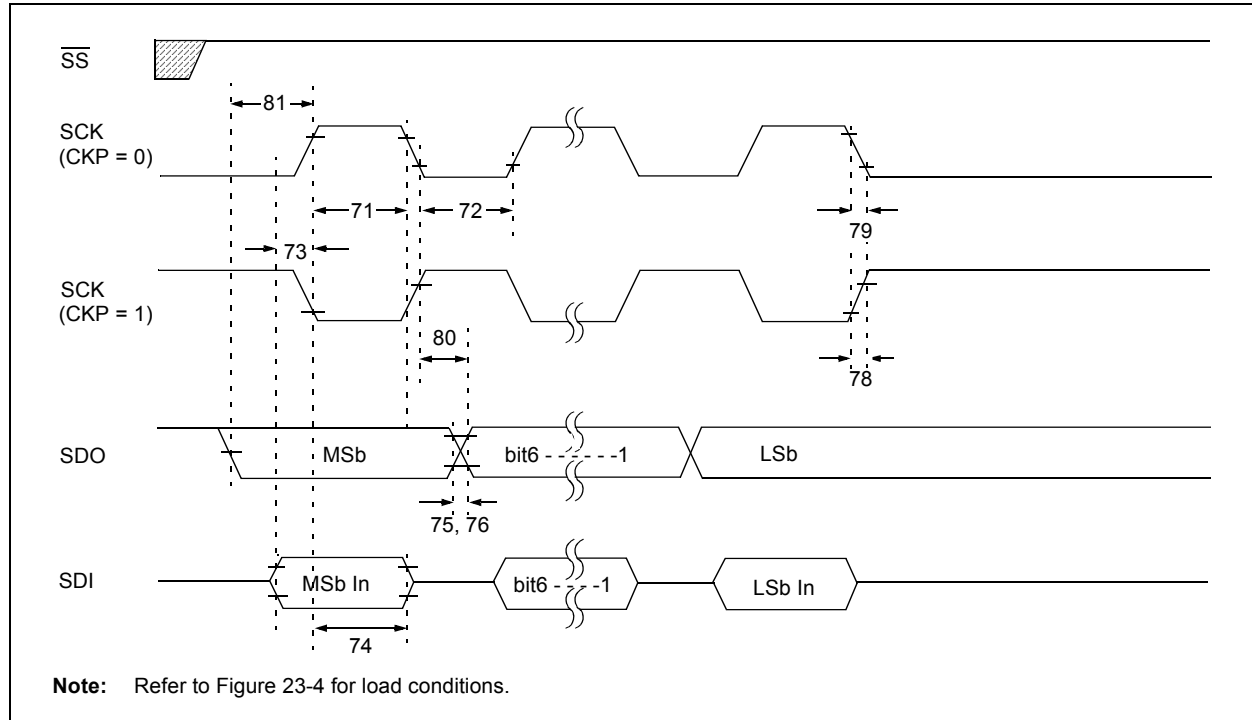 SS
81
SCK
(CKP = 0)
71
72
79
73
SCK
(CKP = 1)
80
78
SDO
MSb
bit6 - - - - - -1
LSb
75, 76
SDI
MSb In
bit6 - - - -1
LSb In
74
Note: Refer to Figure 23-4 for load conditions.